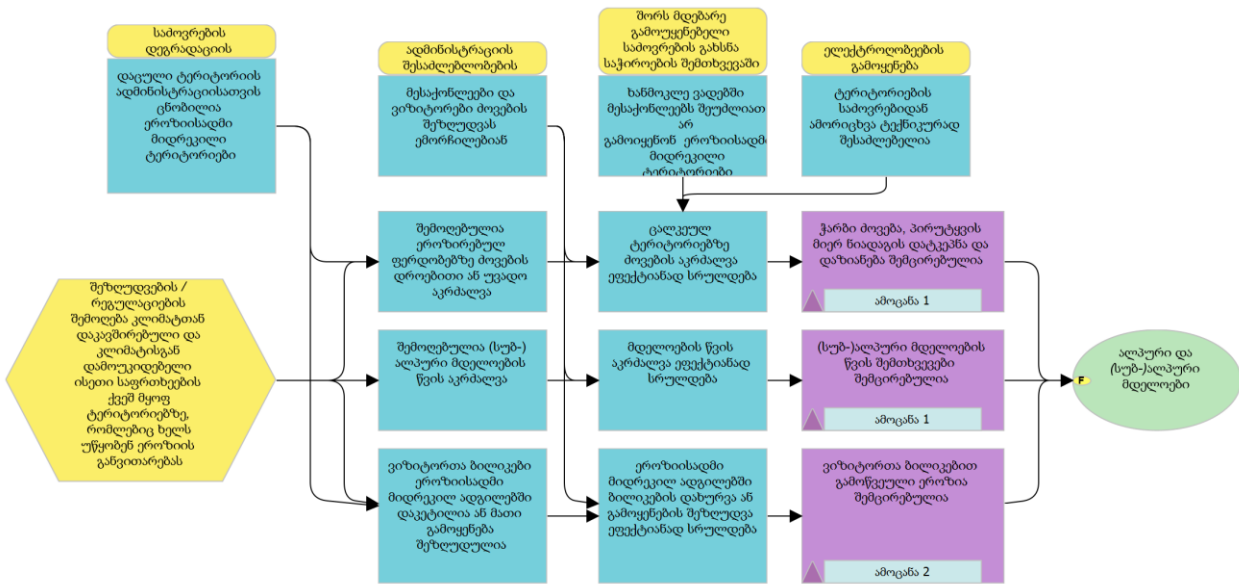 საძოვრების
დეგრადაციის
დაცული ტერიტორიის
ადმინისტრაციისათვის
ცნობილია
ეროზიისადმი
მიდრეკილი
ტერიტორიები
ადმინისტრაციის
შესაძლებლობების
მესაქონლეები და
ვიზიტორები ძოვების
შეზღუდვას
ემორჩილებიან
შორს მდებარე
გამოუყენებელი
საძოვრების გახსნა
საჭიროების შემთხვევაში
ხანმოკლე ვადებში
მესაქონლეებს შეუძლიათ
არ
გამოიყენონ ეროზიისადმი
მიდრეკილი
ტერიტორიები
ელექტროღობეების
გამოყენება
ტერიტორიების
საძოვრებიდან
ამორიცხვა ტექნიკურად
შესაძლებელია
შეზღუდვების /
რეგულაციების
შემოღება კლიმატთან
დაკავშირებული და
კლიმატისგან
დამოუკიდებელი
ისეთი საფრთხეების
ქვეშ მყოფ
ტერიტორიებზე,
რომლებიც ხელს
უწყობენ ეროზიის
განვითარებას
შემოღებულია
ეროზირებულ
ფერდობებზე ძოვების
დროებითი ან უვადო
აკრძალვა
ცალკეულ
ტერიტორიებზე
ძოვების აკრძალვა
ეფექტიანად სრულდება
ჭარბი ძოვება, პირუტყვის
მიერ ნიადაგის დატკეპნა და
დაზიანება შემცირებულია
ამოცანა 1
შემოღებულია (სუბ-)
ალპური მდელოების
წვის აკრძალვა
მდელოების წვის
აკრძალვა ეფექტიანად
სრულდება
(სუბ-)ალპური მდელოების
წვის შემთხვევები
შემცირებულია
ამოცანა 1
ვიზიტორთა ბილიკები
ეროზიისადმი
მიდრეკილ ადგილებში
დაკეტილია ან მათი
გამოყენება
შეზღუდულია
ეროზიისადმი
მიდრეკილ ადგილებში
ბილიკების დახურვა ან
გამოყენების შეზღუდვა
ეფექტიანად სრულდება
ვიზიტორთა ბილიკებით
გამოწვეული ეროზია
შემცირებულია
ამოცანა 2
F
ალპური და
(სუბ-)ალპური
მდელოები